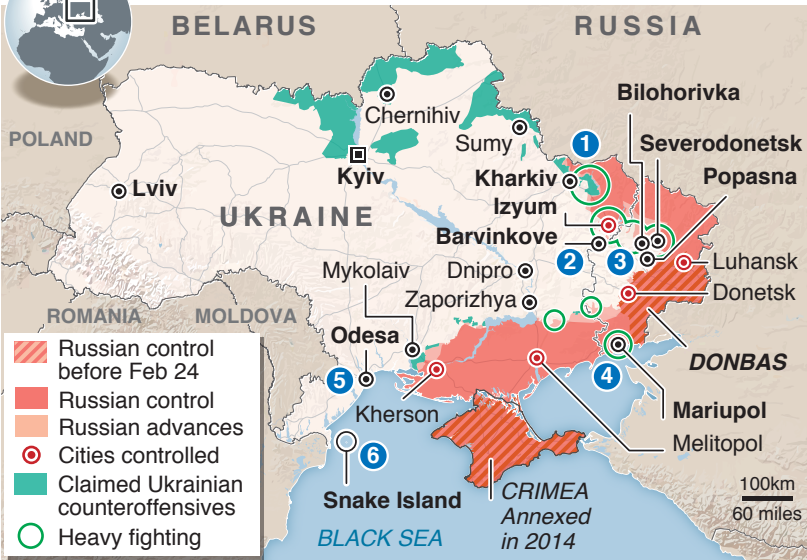 BELARUS
RUSSIA
POLAND
Chernihiv
Sumy
Bilohorivka
1
Severodonetsk
Popasna
Kyiv
Kharkiv
Lviv
UKRAINE
Izyum
Barvinkove
2
3
Mykolaiv
Dnipro
Luhansk
Zaporizhya
Donetsk
ROMANIA
MOLDOVA
Odesa
DONBAS
5
4
Kherson
Mariupol
Melitopol
6
Snake Island
CRIMEA
Annexed
in 2014
BLACK SEA
100km
60 miles
Russian control
before Feb 24
Russian control
Russian advances
Cities controlled
Claimed Ukrainian
counteroffensives
Heavy fighting